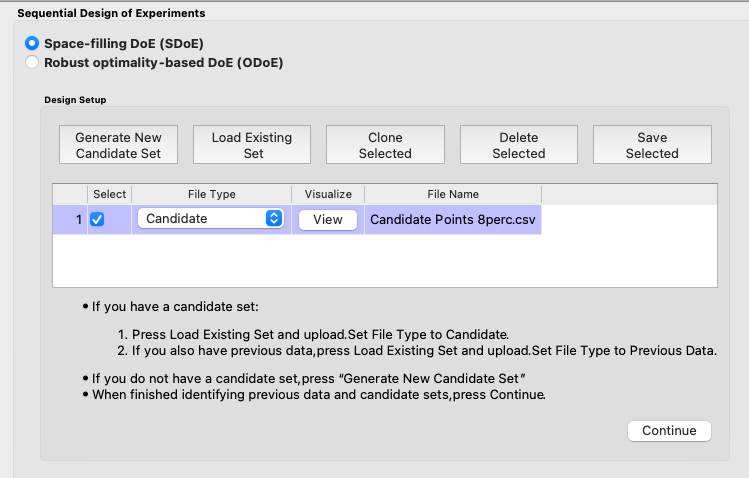 Sequential Design of Experiments
Space-filling DoE (SDoE)
Robust optimality-based DoE (ODoE)
Design Setup
Generate New
Candidate Set
Load Existing
Set
Clone
Selected
Delete
Selected
Save
Selected
Select File Type Visualize File Name
1 Candidate View Candidate Points 8perc.csv
• If you have a candidate set:
1. Press Load Existing Set and upload.Set File Type to Candidate.
2. If you also have previous data,press Load Existing Set and upload.Set File Type to Previous Data.
• If you do not have a candidate set,press “Generate New Candidate Set”
• When finished identifying previous data and candidate sets,press Continue.
Continue